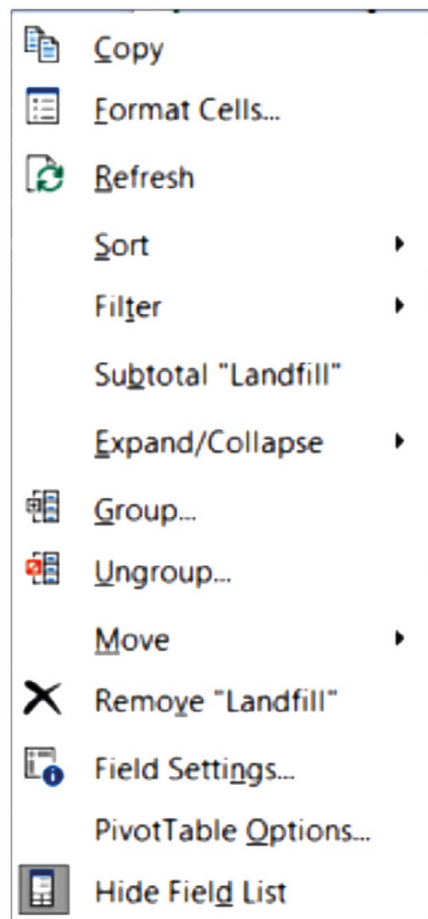 Copy
Format Cells...
Refresh
Sort
Filter
Subtotal "Landfill"
Expand/Collapse
Group...
Ungroup...
Move
Remove "Landfill"
Field Settings...
PivotTable Options...
Hide Field List